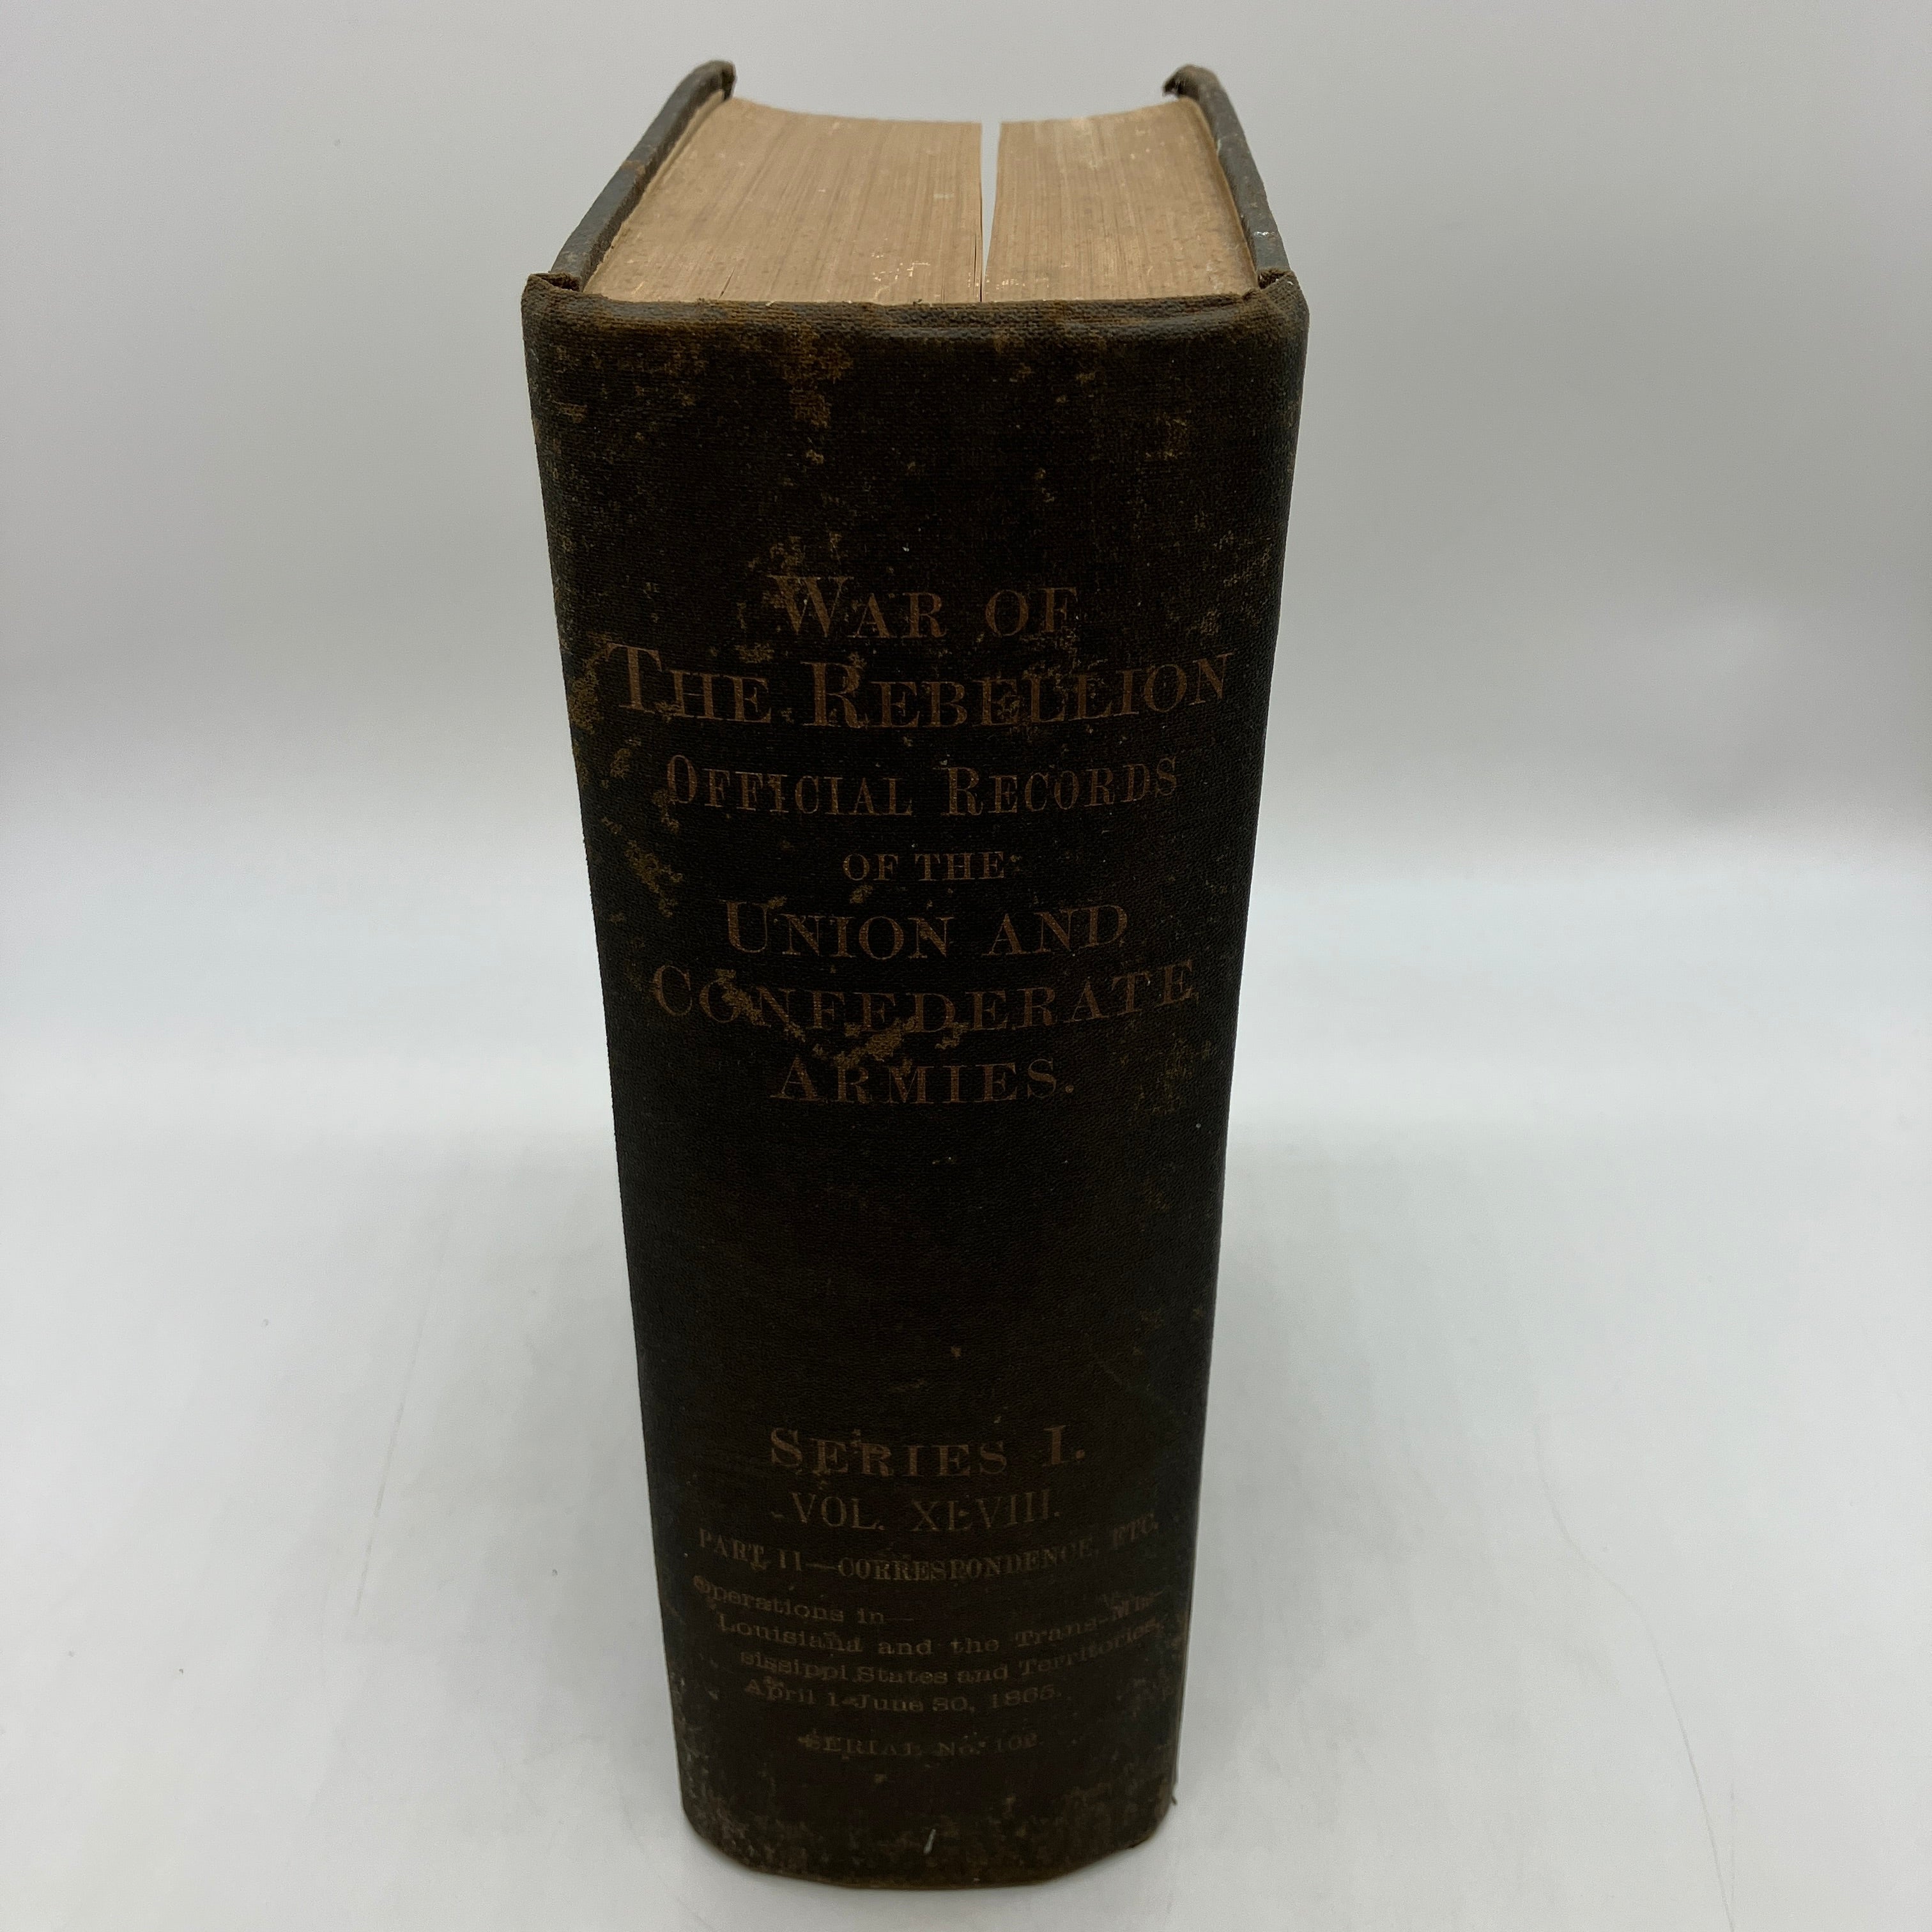 WAR OF
THE REBELLION
OFFICIAL RECORDS
OF THE
UNION AND
CONFEDERATE
ARMIES.
SERIES I.
VOL. XLVIII.
PART II—CORRESPONDENCE, ETC.
Operations in—
Louisiana and the Trans-Mis-
sissippi States and Territories,
April 1-June 30, 1865.
SERIAL No. 102